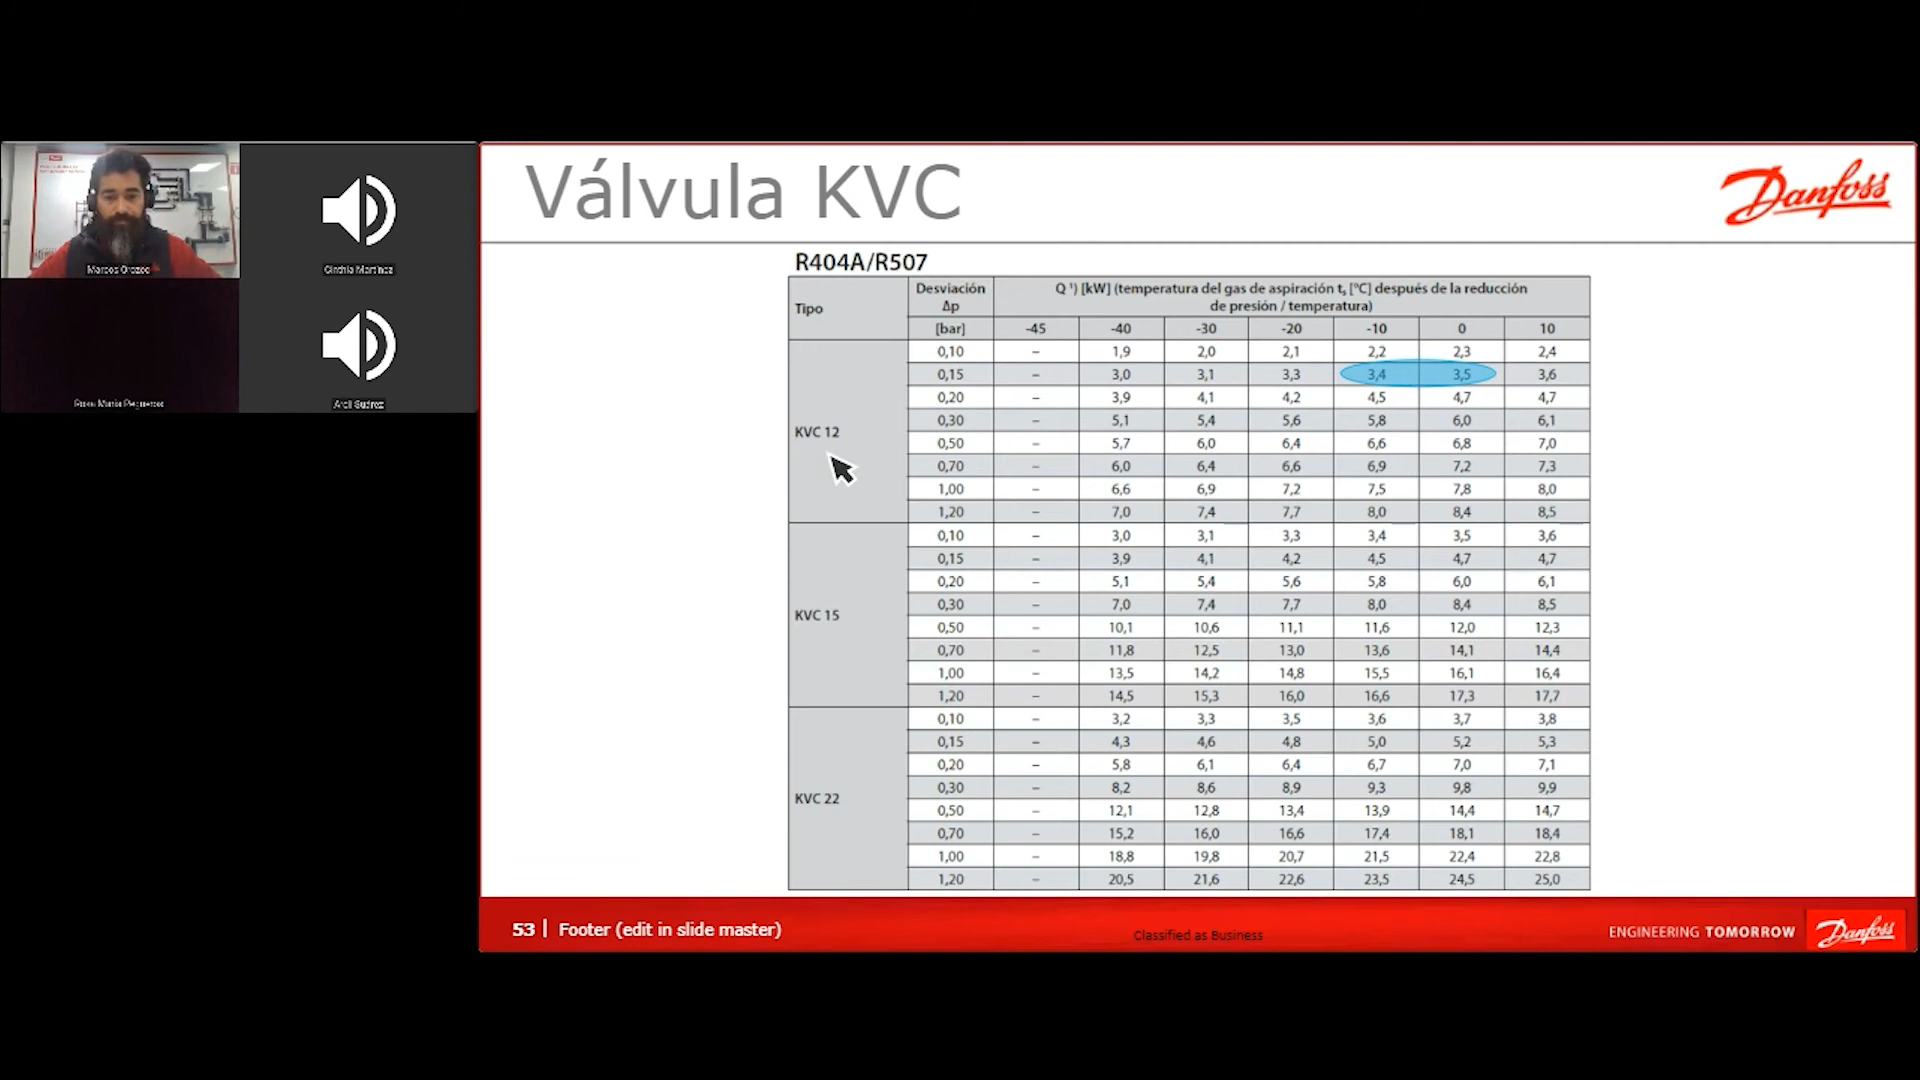 Válvula KVC
Danfoss
Marcos Orozco
Cinthia Martínez
Rosa María Pegueros
Areli Suárez
R404A/R507
Tipo
Desviación Δp
[bar]
Q ¹) [kW] (temperatura del gas de aspiración tₛ [°C] después de la reducción
de presión / temperatura)
-45 -40 -30 -20 -10 0 10
KVC 12
0,10 – 1,9 2,0 2,1 2,2 2,3 2,4
0,15 – 3,0 3,1 3,3 3,4 3,5 3,6
0,20 – 3,9 4,1 4,2 4,5 4,7 4,7
0,30 – 5,1 5,4 5,6 5,8 6,0 6,1
0,50 – 5,7 6,0 6,4 6,6 6,8 7,0
0,70 – 6,0 6,4 6,6 6,9 7,2 7,3
1,00 – 6,6 6,9 7,2 7,5 7,8 8,0
1,20 – 7,0 7,4 7,7 8,0 8,4 8,5
KVC 15
0,10 – 3,0 3,1 3,3 3,4 3,5 3,6
0,15 – 3,9 4,1 4,2 4,5 4,7 4,7
0,20 – 5,1 5,4 5,6 5,8 6,0 6,1
0,30 – 7,0 7,4 7,7 8,0 8,4 8,5
0,50 – 10,1 10,6 11,1 11,6 12,0 12,3
0,70 – 11,8 12,5 13,0 13,6 14,1 14,4
1,00 – 13,5 14,2 14,8 15,5 16,1 16,4
1,20 – 14,5 15,3 16,0 16,6 17,3 17,7
KVC 22
0,10 – 3,2 3,3 3,5 3,6 3,7 3,8
0,15 – 4,3 4,6 4,8 5,0 5,2 5,3
0,20 – 5,8 6,1 6,4 6,7 7,0 7,1
0,30 – 8,2 8,6 8,9 9,3 9,8 9,9
0,50 – 12,1 12,8 13,4 13,9 14,4 14,7
0,70 – 15,2 16,0 16,6 17,4 18,1 18,4
1,00 – 18,8 19,8 20,7 21,5 22,4 22,8
1,20 – 20,5 21,6 22,6 23,5 24,5 25,0
53 | Footer (edit in slide master)
Classified as Business
ENGINEERING TOMORROW
Danfoss